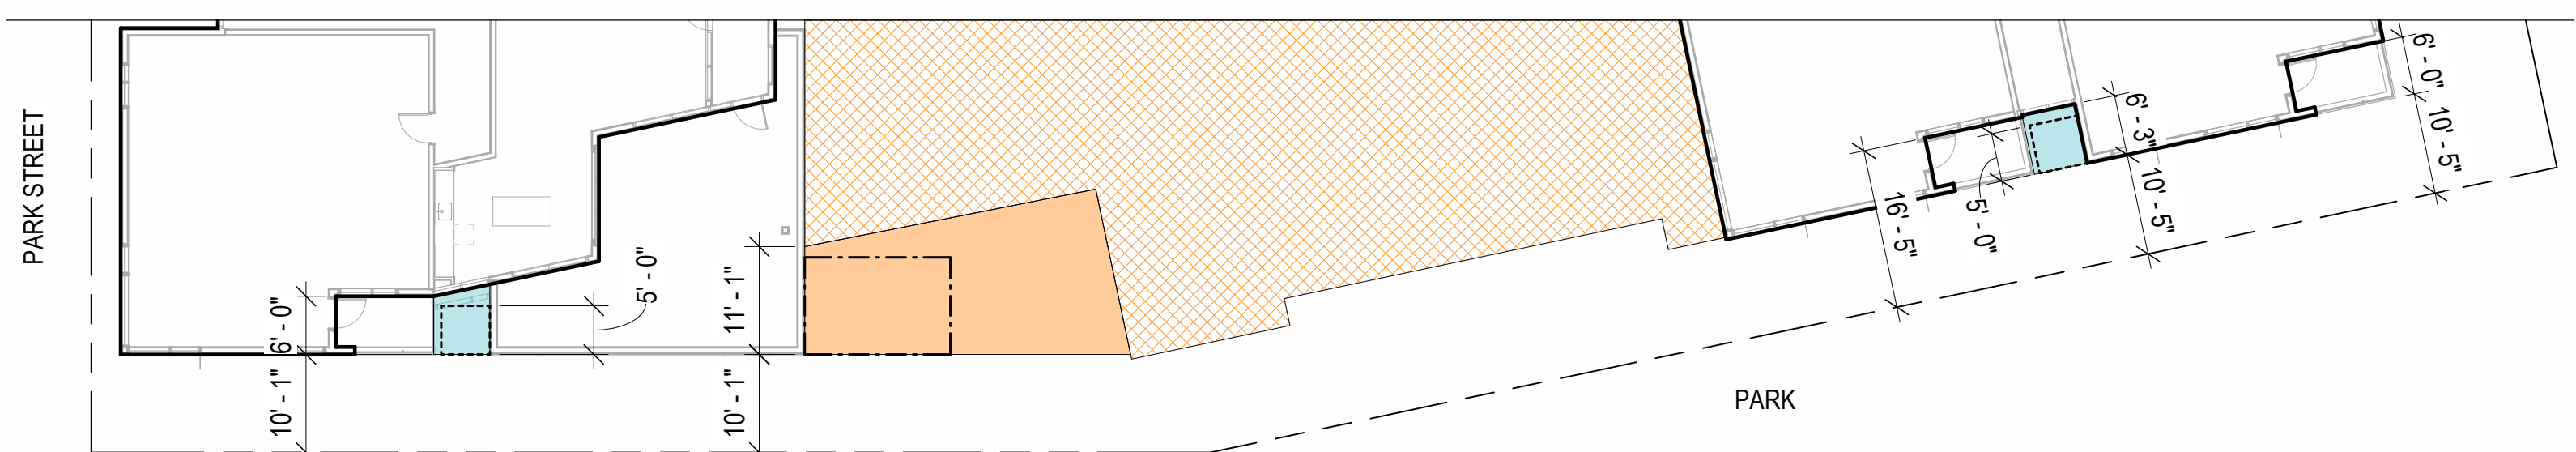 PARK STREET
6' - 0"
10' - 1"
5' - 0"
11' - 1"
10' - 1"
PARK
16' - 5"
5' - 0"
6' - 3"
10' - 5"
6' - 0"
10' - 5"